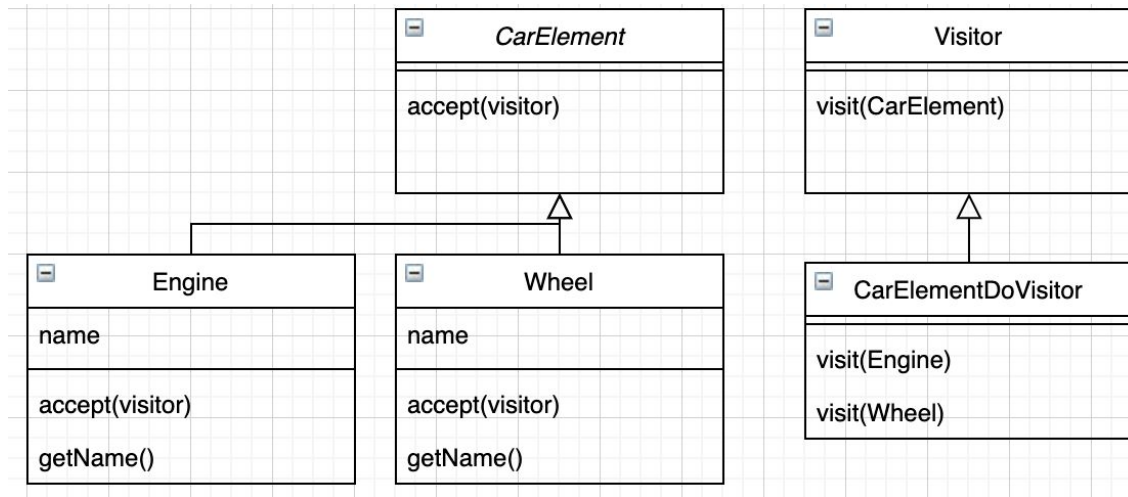 CarElement
accept(visitor)
Visitor
visit(CarElement)
Engine
name
accept(visitor)
getName()
Wheel
name
accept(visitor)
getName()
CarElementDoVisitor
visit(Engine)
visit(Wheel)